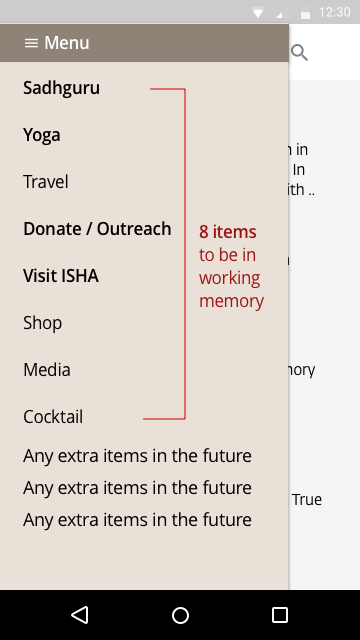 12:30
Menu
Sadhguru
Yoga
Travel
Donate / Outreach
Visit ISHA
Shop
Media
Cocktail
Any extra items in the future
Any extra items in the future
Any extra items in the future
8 items
to be in
working
memory
in
In
..
True